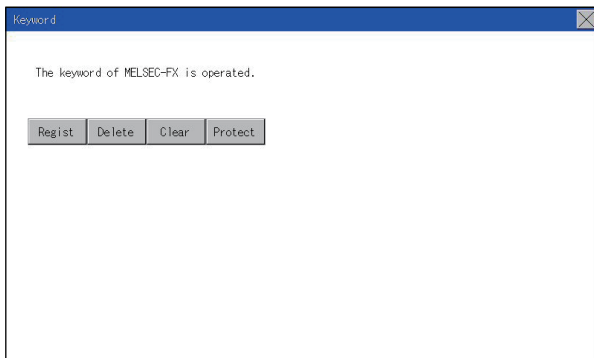 Keyword
The keyword of MELSEC-FX is operated.
Regist Delete Clear Protect